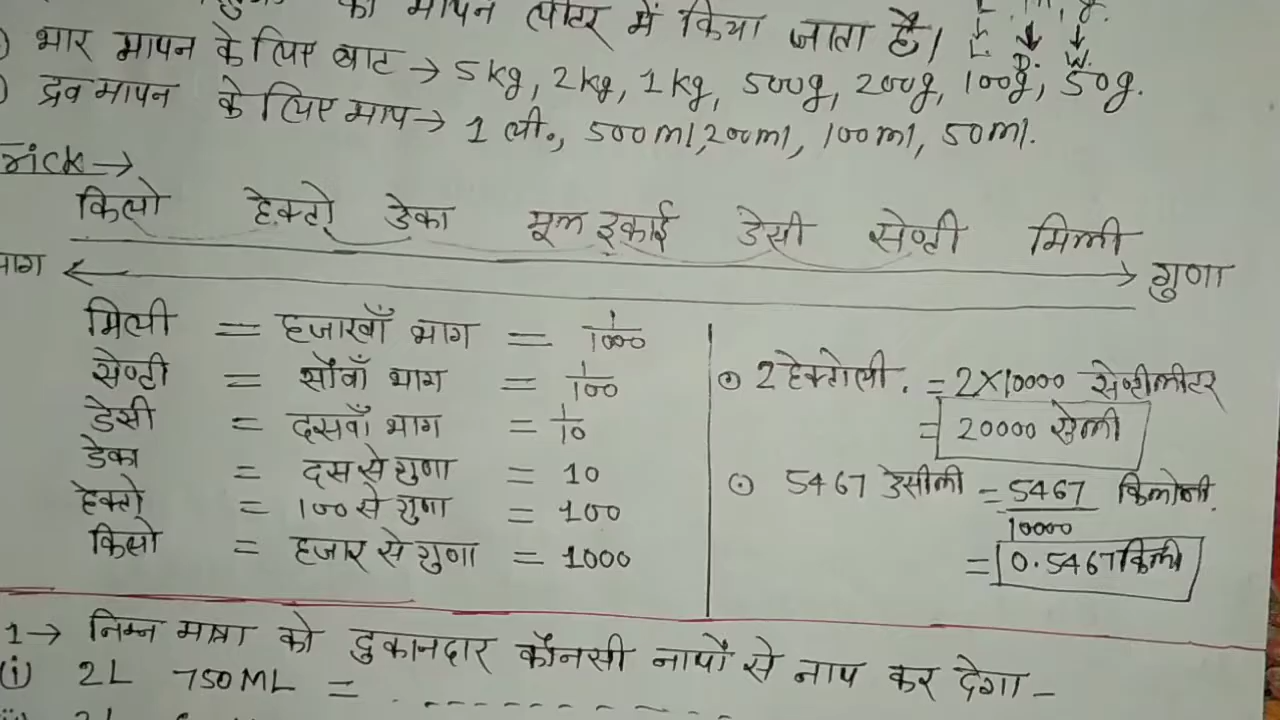 का मापन लीटर में किया जाता है।
भार मापन के लिए बाट → 5kg, 2kg, 1kg, 500g, 200g, 100g, 50g.
L. D. W.
द्रव मापन के लिए माप → 1 ली०, 500ml, 200ml, 100ml, 50ml.
Trick →
किलो हेक्टो डेका मूल इकाई डेसी सेण्टी मिली
भाग ← → गुणा
मिली = हजारवाँ भाग = 1/1000
सेण्टी = सौवाँ भाग = 1/100
डेसी = दसवाँ भाग = 1/10
डेका = दस से गुणा = 10
हेक्टो = 100 से गुणा = 100
किलो = हजार से गुणा = 1000
⊙ 2 हेक्टोली. = 2×10000 सेण्टीलीटर
= 20000 सेली
⊙ 5467 डेसीली = 5467/10000 किलोली.
= 0.5467 किली
1→ निम्न मात्रा को दुकानदार कौनसी नापों से नाप कर देगा -
(i) 2L 750ML = - - - - - - - - -